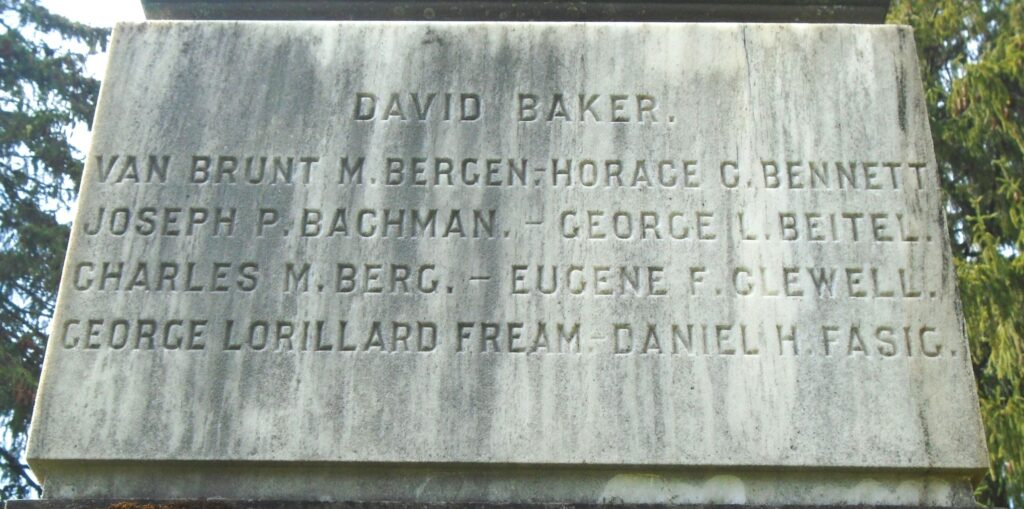 DAVID BAKER.
VAN BRUNT M. BERGEN.-HORACE C. BENNETT
JOSEPH P. BACHMAN. - GEORGE L. BEITEL.
CHARLES M. BERG. - EUGENE F. CLEWELL.
GEORGE LORILLARD FREAM.-DANIEL H. FASIG.